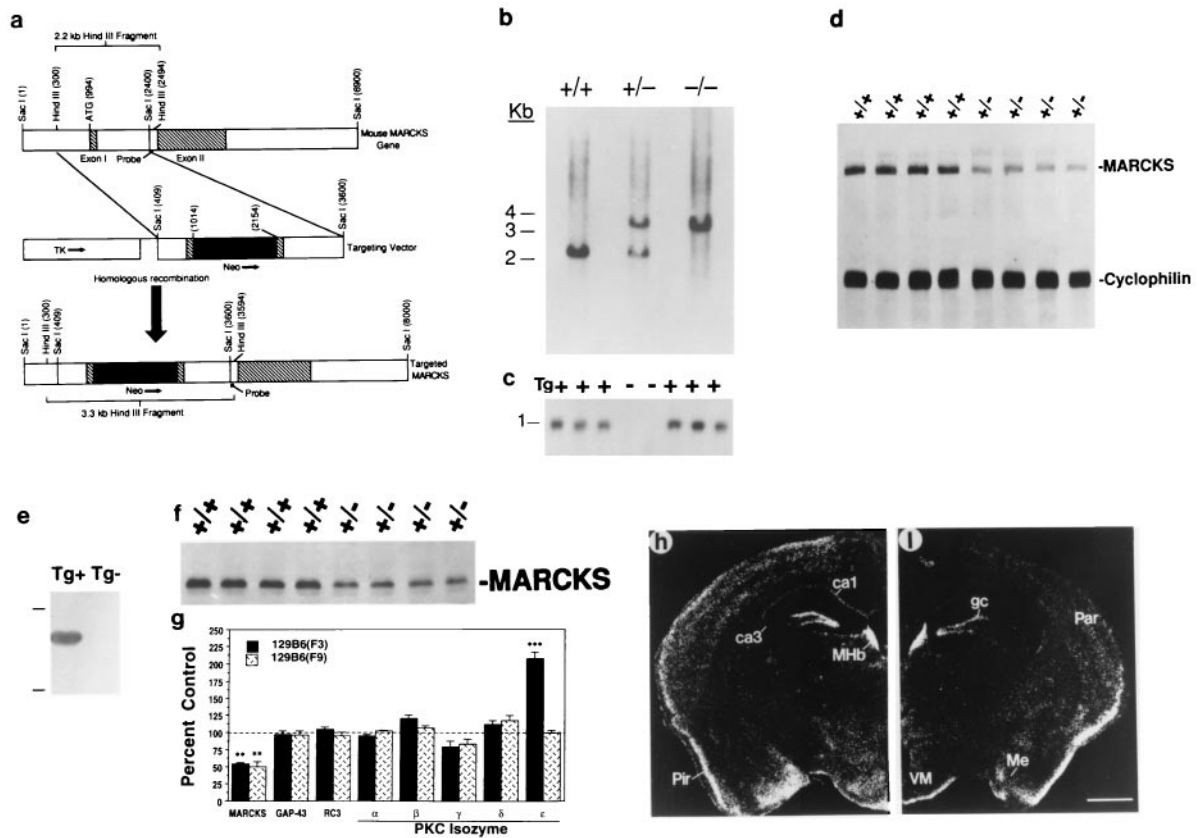 a
2.2 kb Hind III Fragment
Sac I (1)
Hind III (300)
ATG (994)
Sac I (2400)
Hind III (2494)
Sac I (6900)
Mouse MARCKS
Gene
Exon I
Probe
Exon II
Sac I (409)
(1014)
(2154)
Sac I (3600)
TK
Targeting Vector
Neo
Homologous recombination
Sac I (1)
Hind III (300)
Sac I (409)
Sac I (3600)
Hind III (3594)
Sac I (8000)
Targeted
MARCKS
Neo
Probe
3.3 kb Hind III Fragment
b
+/+ +/− −/−
Kb
4
3
2
c
Tg + + + - - + + +
1
d
+/+ +/+ +/+ +/+ +/- +/- +/- +/-
-MARCKS
-Cyclophilin
e
Tg+ Tg-
f
+/+ +/+ +/+ +/+ +/- +/- +/- +/-
-MARCKS
g
Percent Control
250
225
200
175
150
125
100
75
50
25
0
129B6(F3)
129B6(F9)
** **
***
MARCKS GAP-43 RC3 α β γ δ ε
PKC Isozyme
h
ca1
ca3
MHb
Pir
i
gc
Par
VM
Me